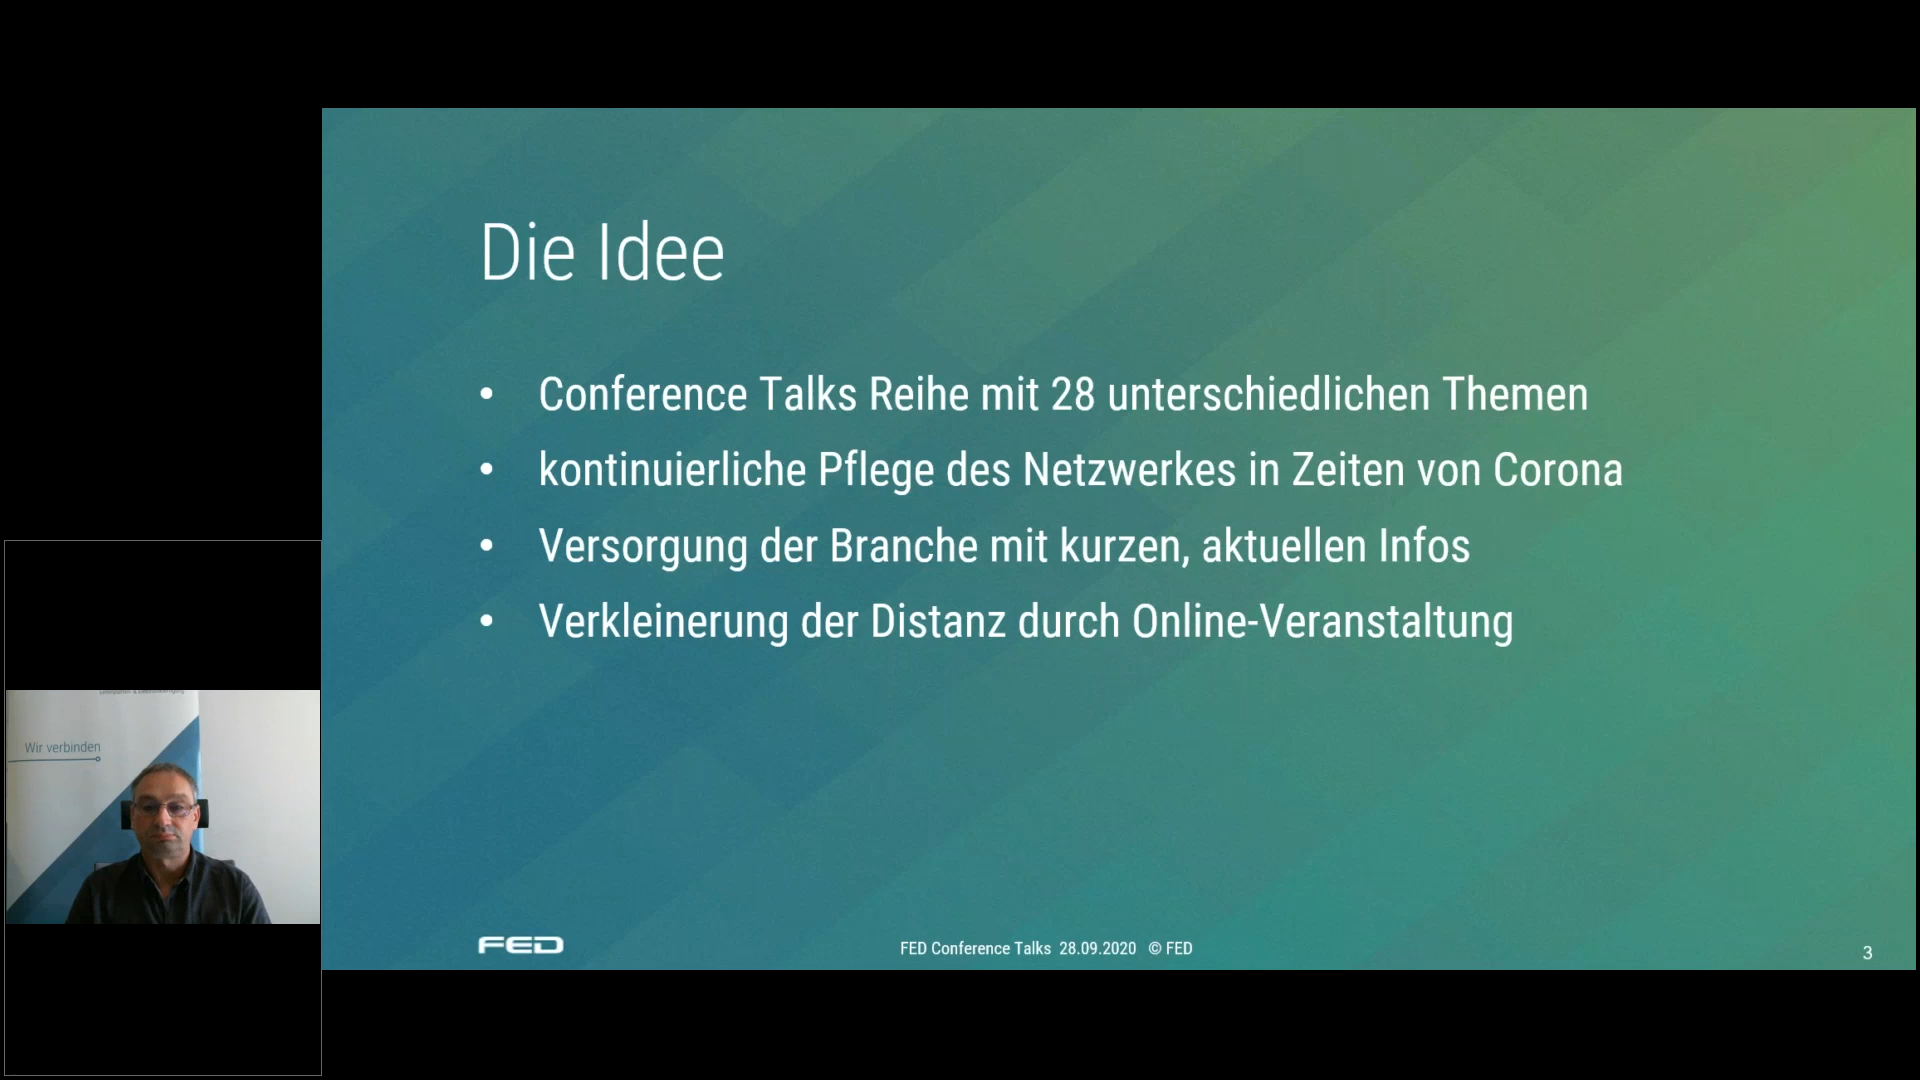 Die Idee
• Conference Talks Reihe mit 28 unterschiedlichen Themen
• kontinuierliche Pflege des Netzwerkes in Zeiten von Corona
• Versorgung der Branche mit kurzen, aktuellen Infos
• Verkleinerung der Distanz durch Online-Veranstaltung
Wir verbinden
FED
FED Conference Talks 28.09.2020 © FED
3